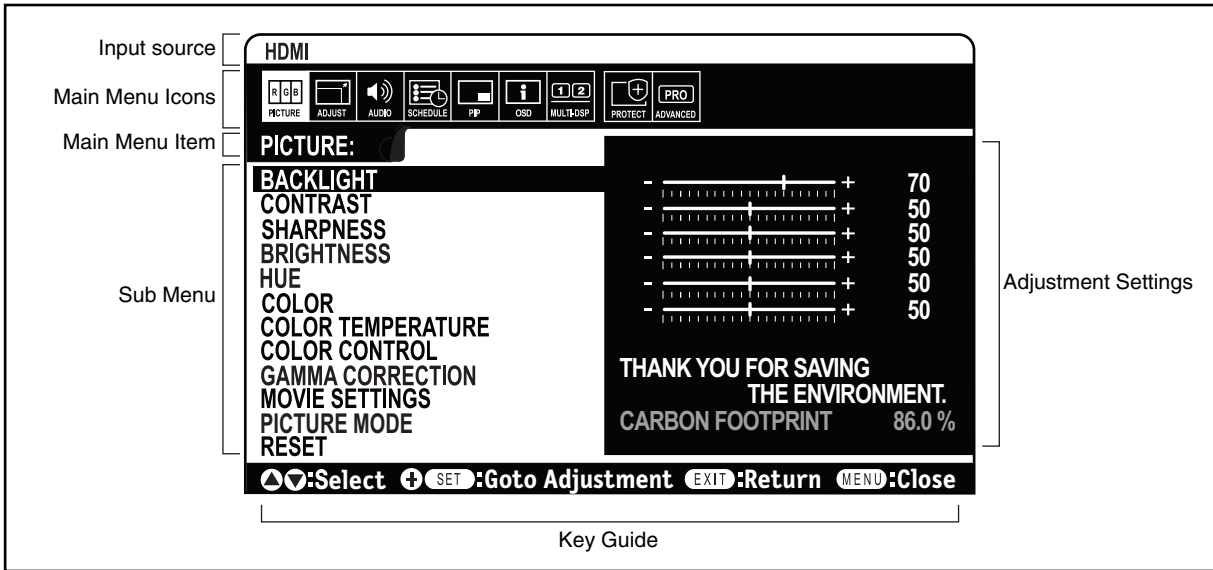 Input source
HDMI
Main Menu Icons
R G B
PICTURE
ADJUST
AUDIO
SCHEDULE
PIP
i
OSD
1 2
MULTI-DSP
PROTECT
PRO
ADVANCED
Main Menu Item
PICTURE:
Sub Menu
BACKLIGHT - + 70
CONTRAST - + 50
SHARPNESS - + 50
BRIGHTNESS - + 50
HUE - + 50
COLOR - + 50
COLOR TEMPERATURE
COLOR CONTROL
GAMMA CORRECTION
MOVIE SETTINGS
PICTURE MODE
RESET
THANK YOU FOR SAVING
THE ENVIRONMENT.
CARBON FOOTPRINT 86.0 %
Adjustment Settings
:Select + SET :Goto Adjustment EXIT :Return MENU :Close
Key Guide